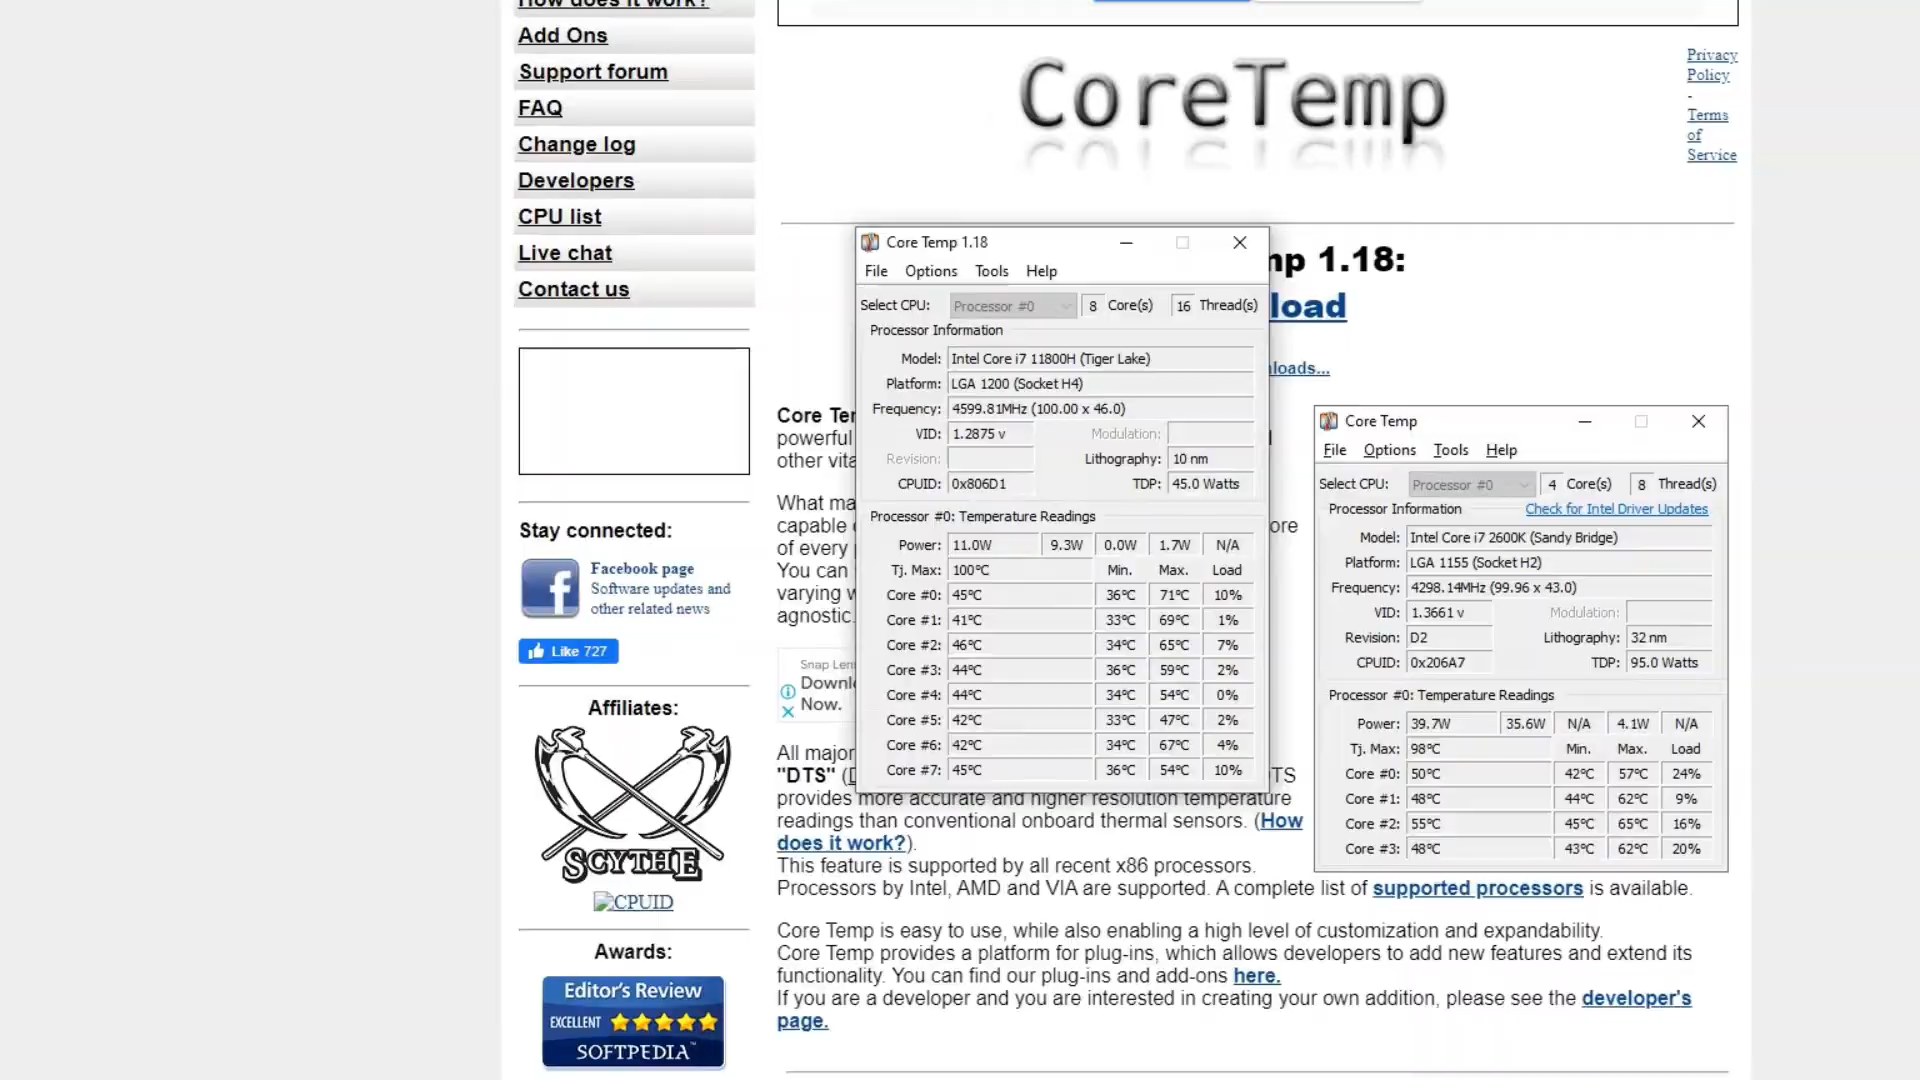 How does it work?
Add Ons
Support forum
FAQ
Change log
Developers
CPU list
Live chat
Contact us
Stay connected:
Facebook page
Software updates and
other related news
Like 727
Affiliates:
SCYTHE
CPUID
Awards:
Editor's Review
EXCELLENT
SOFTPEDIA™
CoreTemp
Privacy
Policy
-
Terms
of
Service
mp 1.18:
load
loads...
Core Te
powerful
other vit
What ma
capable
of every
You can
varying
agnostic.
ore
Snap Len
Downl
Now.
All major
"DTS" (
TS
provides more accurate and higher resolution temperature
readings than conventional onboard thermal sensors. (How
does it work?).
This feature is supported by all recent x86 processors.
Processors by Intel, AMD and VIA are supported. A complete list of supported processors is available.
Core Temp is easy to use, while also enabling a high level of customization and expandability.
Core Temp provides a platform for plug-ins, which allows developers to add new features and extend its
functionality. You can find our plug-ins and add-ons here.
If you are a developer and you are interested in creating your own addition, please see the developer's
page.
Core Temp 1.18
File Options Tools Help
Select CPU: Processor #0 8 Core(s) 16 Thread(s)
Processor Information
Model: Intel Core i7 11800H (Tiger Lake)
Platform: LGA 1200 (Socket H4)
Frequency: 4599.81MHz (100.00 x 46.0)
VID: 1.2875 v Modulation:
Revision: Lithography: 10 nm
CPUID: 0x806D1 TDP: 45.0 Watts
Processor #0: Temperature Readings
Power: 11.0W 9.3W 0.0W 1.7W N/A
Tj. Max: 100°C Min. Max. Load
Core #0: 45°C 36°C 71°C 10%
Core #1: 41°C 33°C 69°C 1%
Core #2: 46°C 34°C 65°C 7%
Core #3: 44°C 36°C 59°C 2%
Core #4: 44°C 34°C 54°C 0%
Core #5: 42°C 33°C 47°C 2%
Core #6: 42°C 34°C 67°C 4%
Core #7: 45°C 36°C 54°C 10%
Core Temp
File Options Tools Help
Select CPU: Processor #0 4 Core(s) 8 Thread(s)
Processor Information Check for Intel Driver Updates
Model: Intel Core i7 2600K (Sandy Bridge)
Platform: LGA 1155 (Socket H2)
Frequency: 4298.14MHz (99.96 x 43.0)
VID: 1.3661 v Modulation:
Revision: D2 Lithography: 32 nm
CPUID: 0x206A7 TDP: 95.0 Watts
Processor #0: Temperature Readings
Power: 39.7W 35.6W N/A 4.1W N/A
Tj. Max: 98°C Min. Max. Load
Core #0: 50°C 42°C 57°C 24%
Core #1: 48°C 44°C 62°C 9%
Core #2: 55°C 45°C 65°C 16%
Core #3: 48°C 43°C 62°C 20%